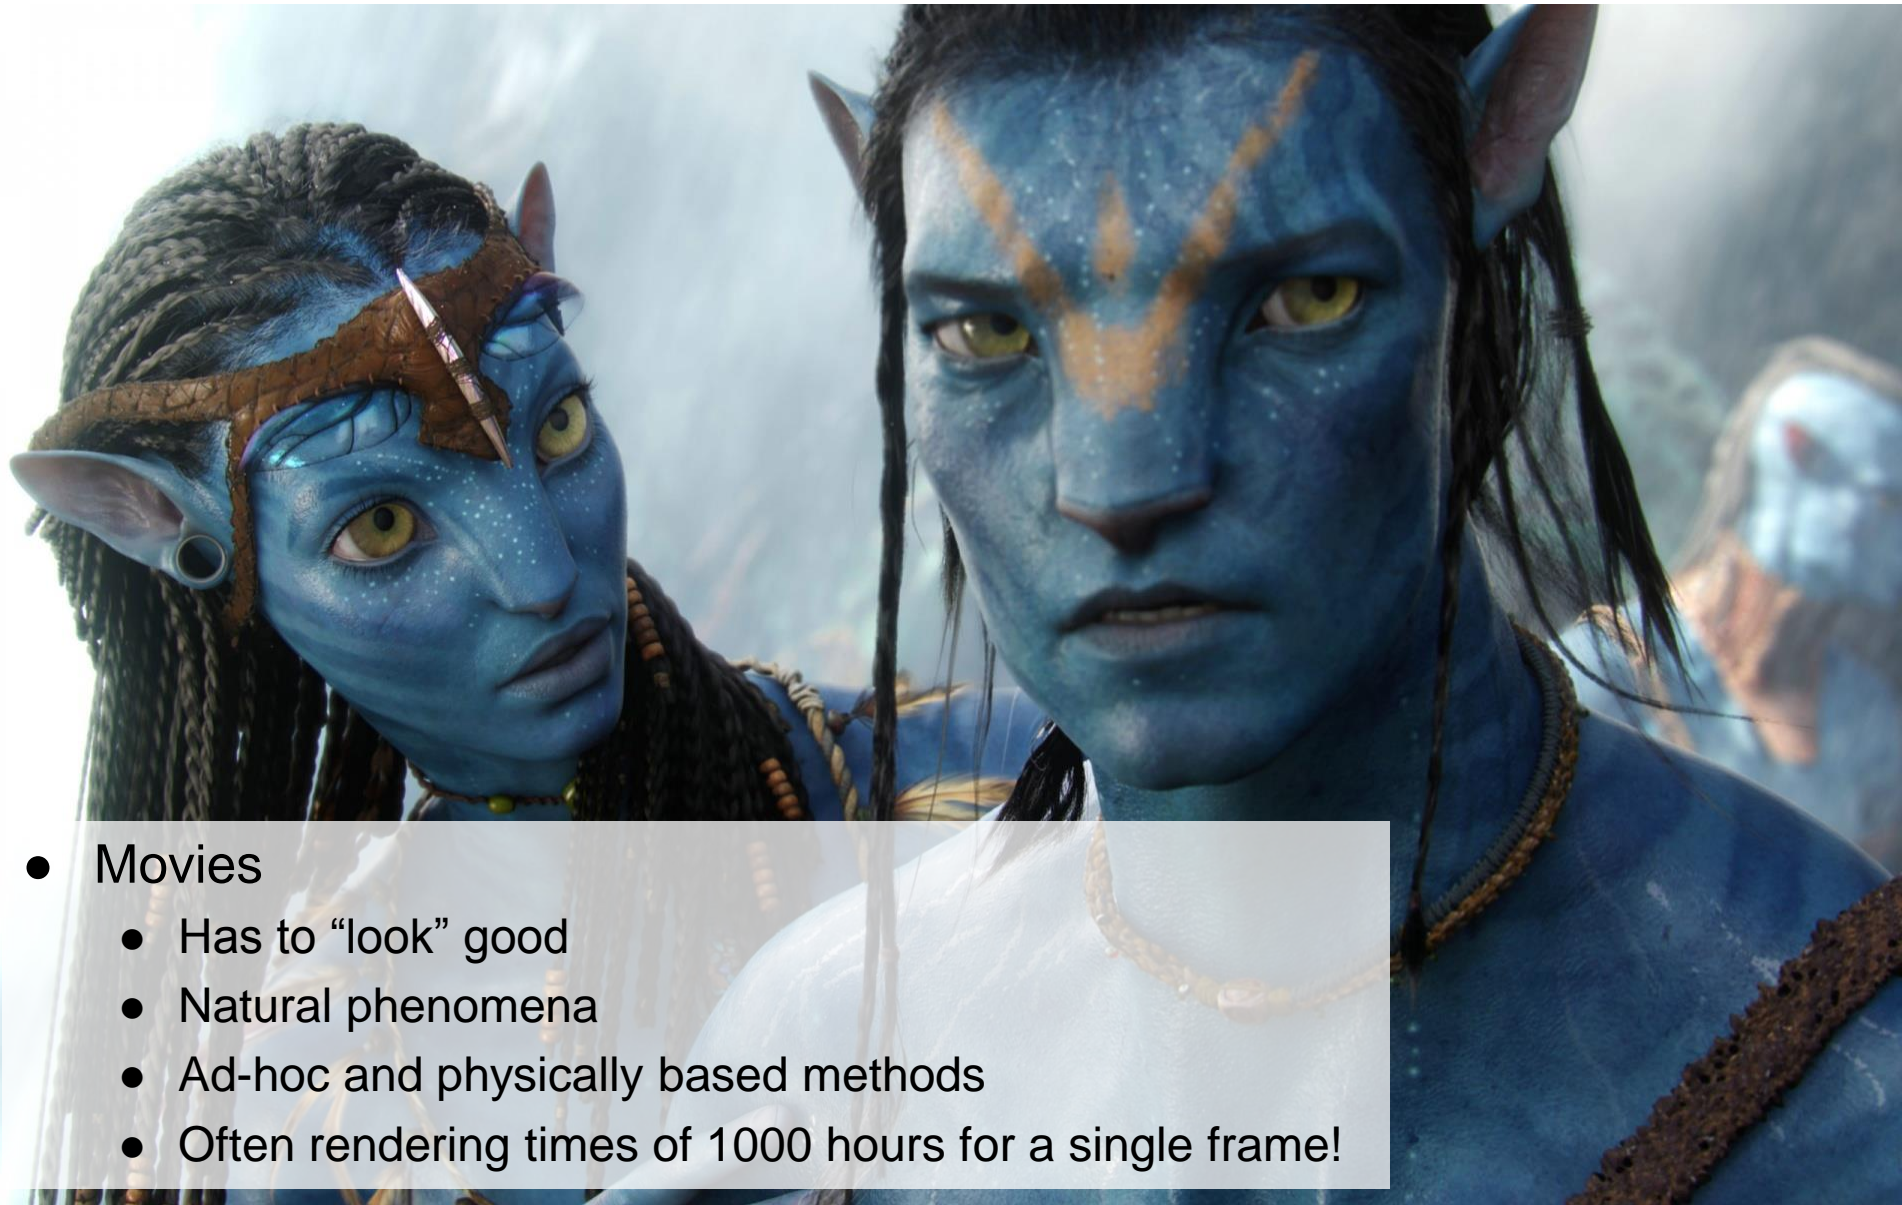 ● Movies
● Has to “look” good
● Natural phenomena
● Ad-hoc and physically based methods
● Often rendering times of 1000 hours for a single frame!